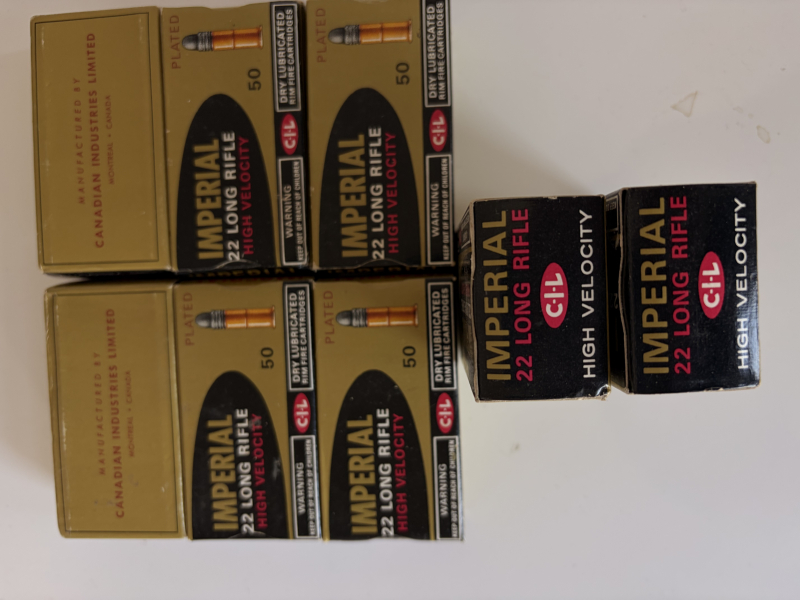 MANUFACTURED BY
CANADIAN INDUSTRIES LIMITED
MONTREAL • CANADA
PLATED
50
IMPERIAL
22 LONG RIFLE
HIGH VELOCITY
DRY LUBRICATED
RIM FIRE CARTRIDGES
C-I-L
WARNING
KEEP OUT OF REACH OF CHILDREN
PLATED
50
IMPERIAL
22 LONG RIFLE
HIGH VELOCITY
DRY LUBRICATED
RIM FIRE CARTRIDGES
C-I-L
WARNING
KEEP OUT OF REACH OF CHILDREN
IMPERIAL
MANUFACTURED BY
CANADIAN INDUSTRIES LIMITED
MONTREAL • CANADA
PLATED
50
IMPERIAL
22 LONG RIFLE
HIGH VELOCITY
DRY LUBRICATED
RIM FIRE CARTRIDGES
C-I-L
WARNING
KEEP OUT OF REACH OF CHILDREN
PLATED
50
IMPERIAL
22 LONG RIFLE
HIGH VELOCITY
DRY LUBRICATED
RIM FIRE CARTRIDGES
C-I-L
WARNING
KEEP OUT OF REACH OF CHILDREN
IMPERIAL
22 LONG RIFLE
C-I-L
HIGH VELOCITY
IMPERIAL
22 LONG RIFLE
C-I-L
HIGH VELOCITY